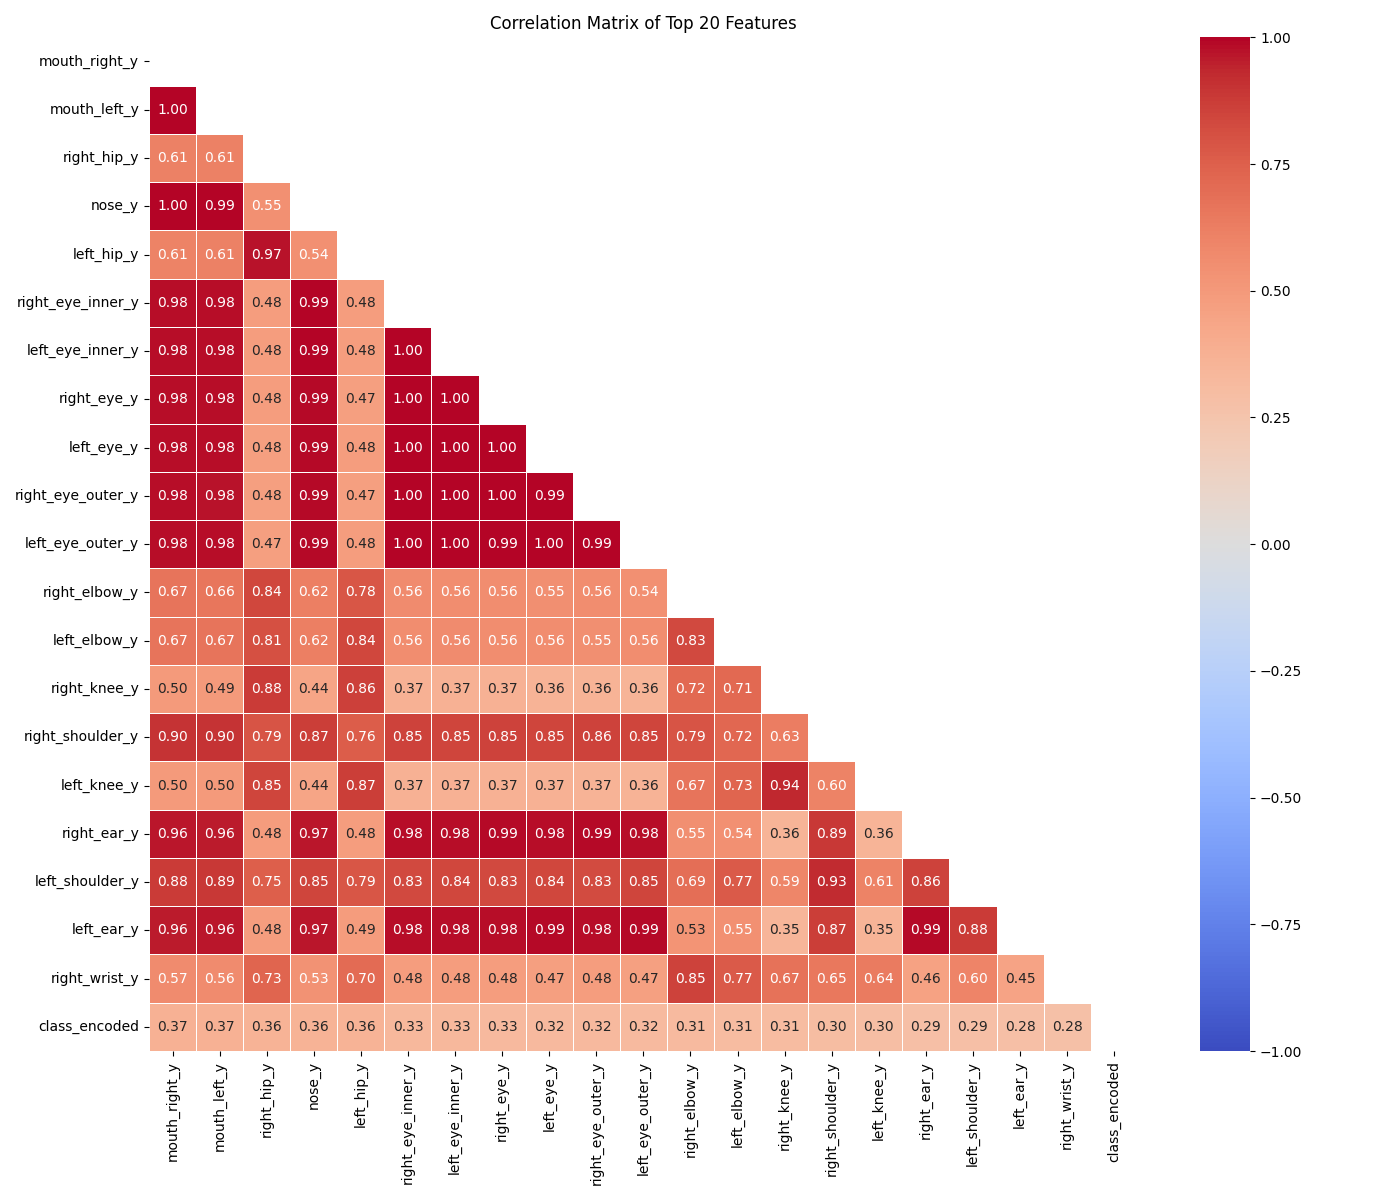 Correlation Matrix of Top 20 Features
mouth_right_y
mouth_left_y 1.00
right_hip_y 0.61 0.61
nose_y 1.00 0.99 0.55
left_hip_y 0.61 0.61 0.97 0.54
right_eye_inner_y 0.98 0.98 0.48 0.99 0.48
left_eye_inner_y 0.98 0.98 0.48 0.99 0.48 1.00
right_eye_y 0.98 0.98 0.48 0.99 0.47 1.00 1.00
left_eye_y 0.98 0.98 0.48 0.99 0.48 1.00 1.00 1.00
right_eye_outer_y 0.98 0.98 0.48 0.99 0.47 1.00 1.00 1.00 0.99
left_eye_outer_y 0.98 0.98 0.47 0.99 0.48 1.00 1.00 0.99 1.00 0.99
right_elbow_y 0.67 0.66 0.84 0.62 0.78 0.56 0.56 0.56 0.55 0.56 0.54
left_elbow_y 0.67 0.67 0.81 0.62 0.84 0.56 0.56 0.56 0.56 0.55 0.56 0.83
right_knee_y 0.50 0.49 0.88 0.44 0.86 0.37 0.37 0.37 0.36 0.36 0.36 0.72 0.71
right_shoulder_y 0.90 0.90 0.79 0.87 0.76 0.85 0.85 0.85 0.85 0.86 0.85 0.79 0.72 0.63
left_knee_y 0.50 0.50 0.85 0.44 0.87 0.37 0.37 0.37 0.37 0.37 0.36 0.67 0.73 0.94 0.60
right_ear_y 0.96 0.96 0.48 0.97 0.48 0.98 0.98 0.99 0.98 0.99 0.98 0.55 0.54 0.36 0.89 0.36
left_shoulder_y 0.88 0.89 0.75 0.85 0.79 0.83 0.84 0.83 0.84 0.83 0.85 0.69 0.77 0.59 0.93 0.61 0.86
left_ear_y 0.96 0.96 0.48 0.97 0.49 0.98 0.98 0.98 0.99 0.98 0.99 0.53 0.55 0.35 0.87 0.35 0.99 0.88
right_wrist_y 0.57 0.56 0.73 0.53 0.70 0.48 0.48 0.48 0.47 0.48 0.47 0.85 0.77 0.67 0.65 0.64 0.46 0.60 0.45
class_encoded 0.37 0.37 0.36 0.36 0.36 0.33 0.33 0.33 0.32 0.32 0.32 0.31 0.31 0.31 0.30 0.30 0.29 0.29 0.28 0.28
mouth_right_y
mouth_left_y
right_hip_y
nose_y
left_hip_y
right_eye_inner_y
left_eye_inner_y
right_eye_y
left_eye_y
right_eye_outer_y
left_eye_outer_y
right_elbow_y
left_elbow_y
right_knee_y
right_shoulder_y
left_knee_y
right_ear_y
left_shoulder_y
left_ear_y
right_wrist_y
class_encoded
1.00
0.75
0.50
0.25
0.00
−0.25
−0.50
−0.75
−1.00